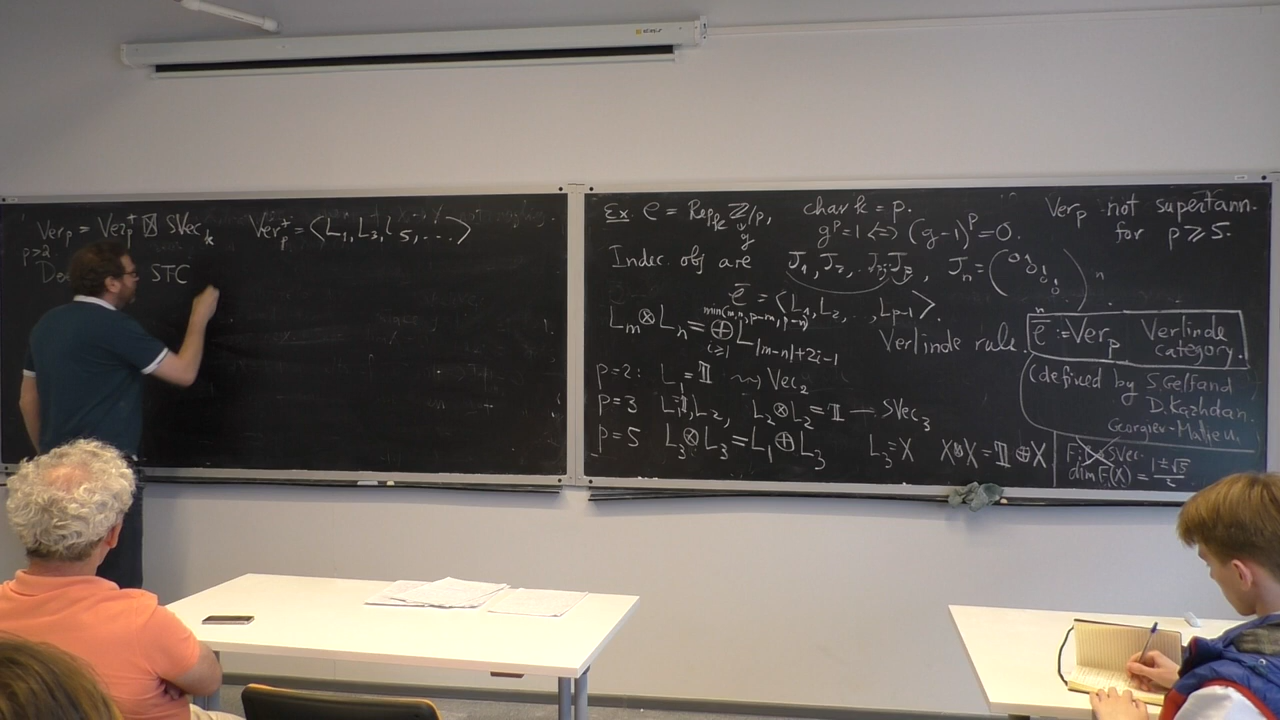 Ver_p = Ver_p^+ ⊠ SVec_k    Ver_p^+ = ⟨L_1, L_3, L_5, ...⟩
p>2
STC
Ex. C = Rep_k Z/p, char k = p.
g    g^p = 1 ⟺ (g-1)^p = 0.
Ver_p not supertann.
for p ⩾ 5.
Indec. obj are J_1, J_2, ..., J_p, J_n = (0 1 0 1 0 1 0) n
C̄ = ⟨L_1, L_2, ..., L_{p-1}⟩.
L_m ⊗ L_n = ⊕_{i⩾1}^{min(m,n,p-m,p-n)} L_{|m-n|+2i-1}
Verlinde rule.
C̄ := Ver_p Verlinde
category.
(defined by S. Gelfand
D. Kazhdan,
Georgiev-Mathieu.
p=2: L_1 = 𝟙 ⇝ Vec_2
p=3 L_1=𝟙, L_2, L_2 ⊗ L_2 = 𝟙 — SVec_3
p=5 L_3 ⊗ L_3 = L_1 ⊕ L_3    L_3 = X    X ⊗ X = 𝟙 ⊕ X
SVec.
dim F(X) = (1±√5)/2